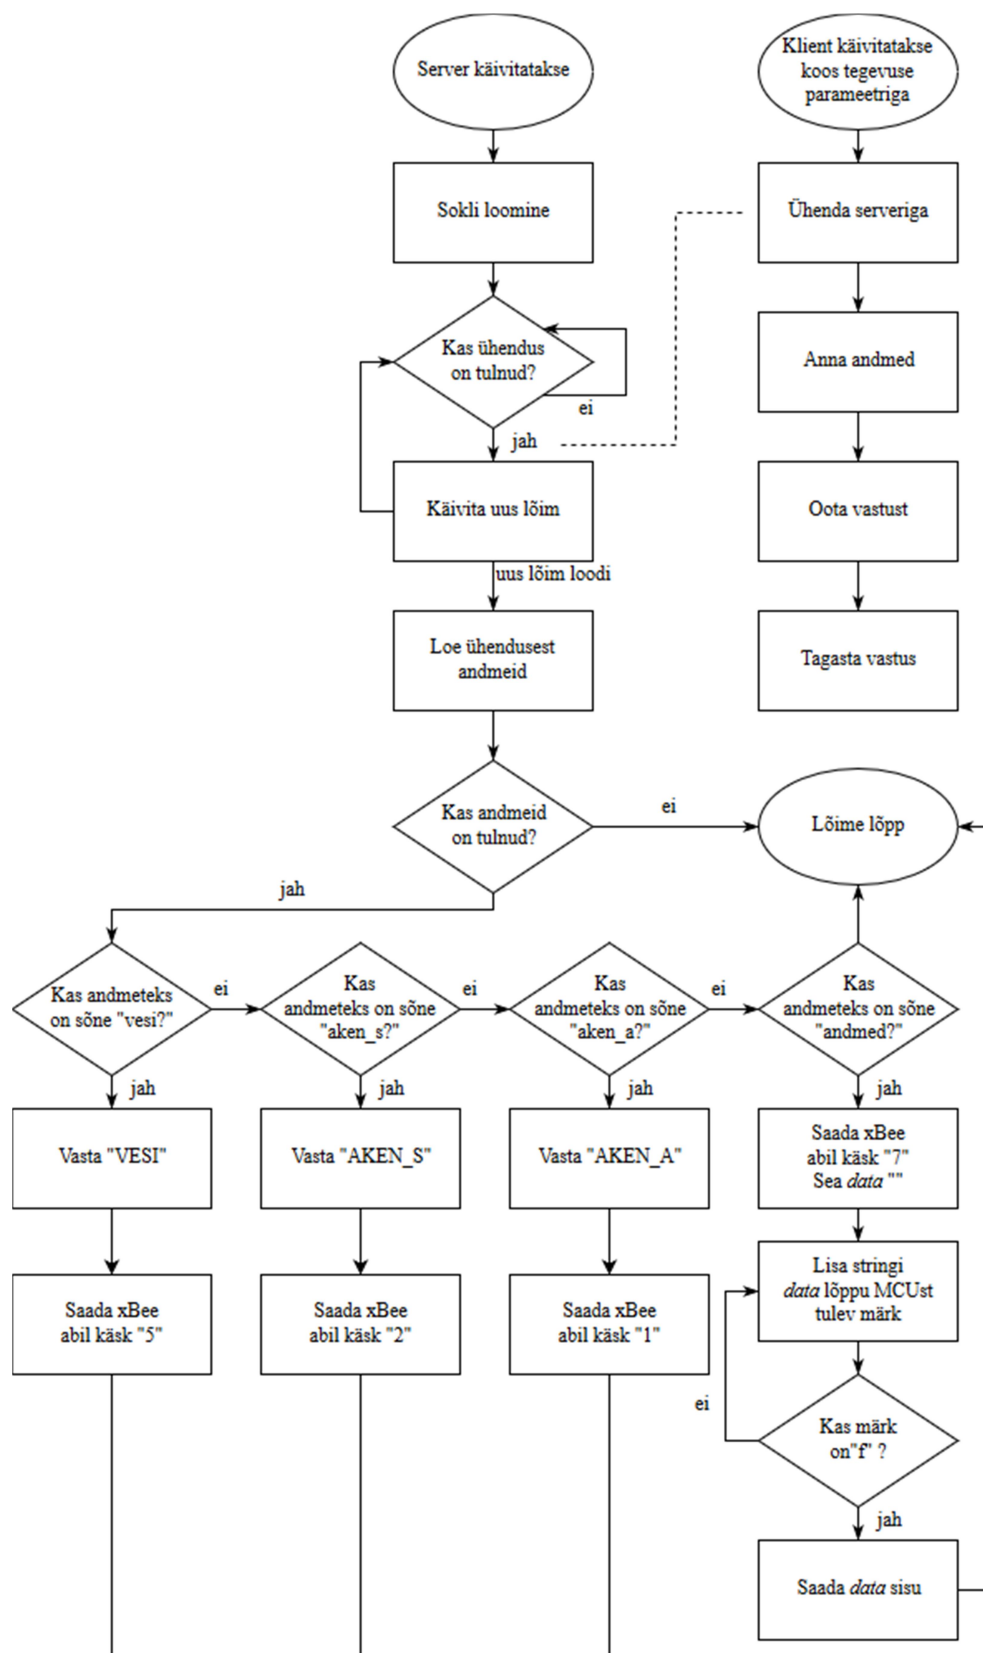 Server käivitatakse
Klient käivitatakse
koos tegevuse
parameetriga
Sokli loomine
Ühenda serveriga
Kas ühendus
on tulnud?
ei
jah
Anna andmed
Käivita uus lõim
Oota vastust
uus lõim loodi
Loe ühendusest
andmeid
Tagasta vastus
Kas andmeid
on tulnud?
ei
Lõime lõpp
jah
Kas andmeteks
on sõne "vesi?"
ei
Kas
andmeteks on sõne
"aken_s?"
ei
Kas
andmeteks on sõne
"aken_a?"
ei
Kas
andmeteks on sõne
"andmed?"
jah
jah
jah
jah
Vasta "VESI"
Vasta "AKEN_S"
Vasta "AKEN_A"
Saada xBee
abil käsk "7"
Sea data ""
Saada xBee
abil käsk "5"
Saada xBee
abil käsk "2"
Saada xBee
abil käsk "1"
Lisa stringi
data lõppu MCUst
tulev märk
ei
Kas märk
on"f" ?
jah
Saada data sisu